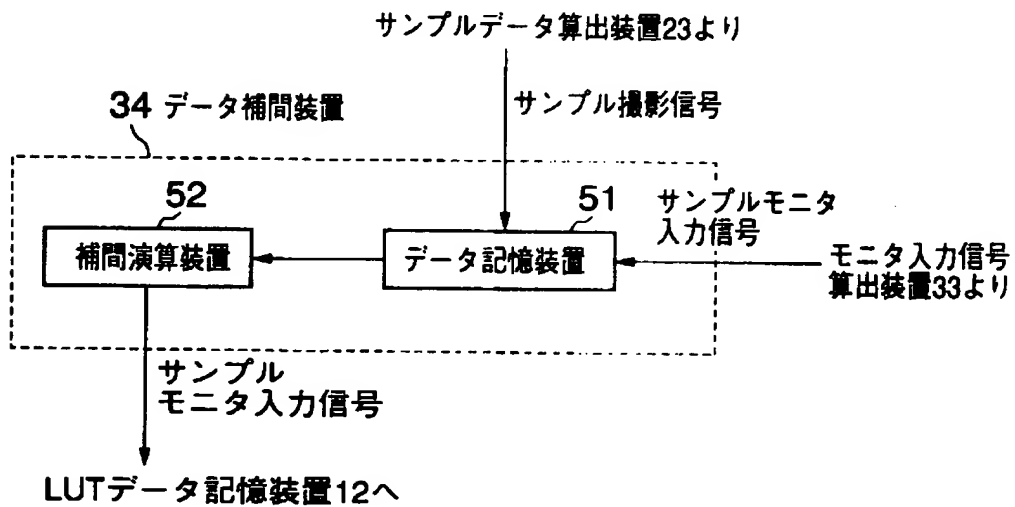 サンプルデータ算出装置23より
サンプル撮影信号
34 データ補間装置
52
51
サンプルモニタ
入力信号
補間演算装置
データ記憶装置
モニタ入力信号
算出装置33より
サンプル
モニタ入力信号
LUTデータ記憶装置12へ